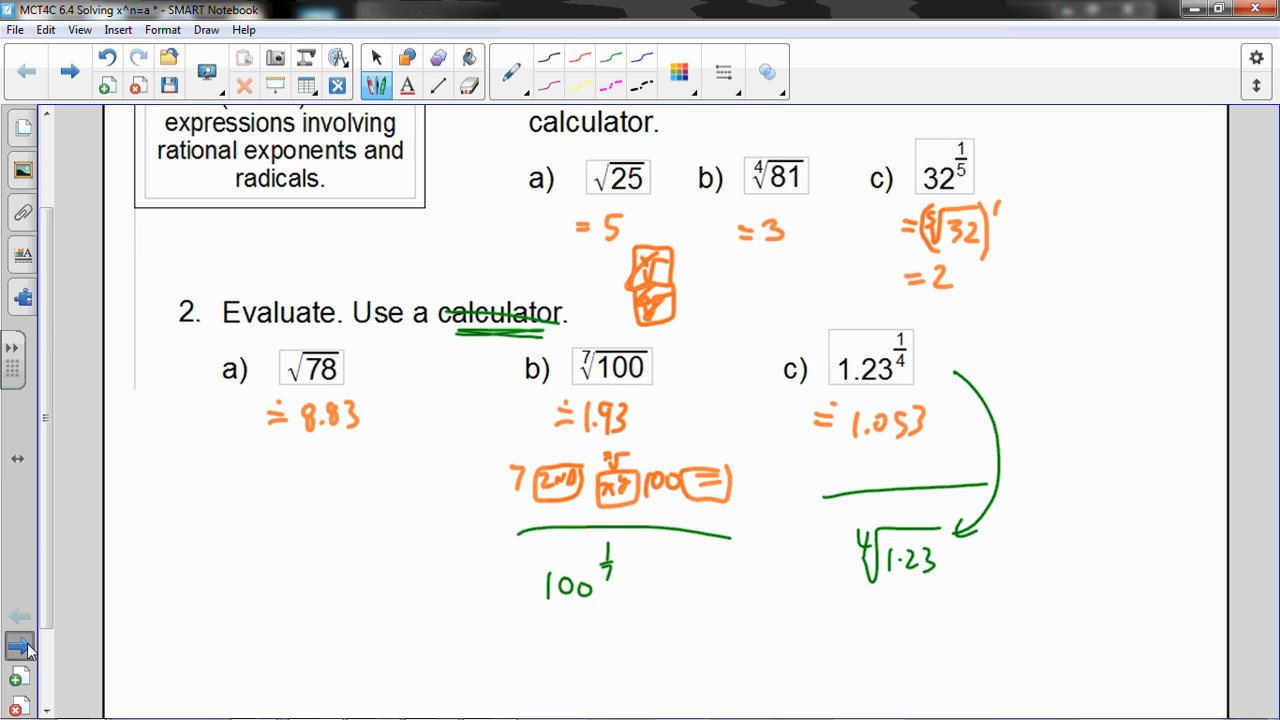 MCT4C 6.4 Solving x^n=a * - SMART Notebook
File Edit View Insert Format Draw Help
expressions involving
rational exponents and
radicals.
calculator.
a) √25 b) ⁴√81 c) 32^(1/5)
= 5 = 3 = (⁵√32)¹
= 2
2. Evaluate. Use a calculator.
a) √78 b) ⁷√100 c) 1.23^(1/4)
≐ 8.83 ≐ 1.93 ≐ 1.053
7 2ND ˣ√ xʸ 100 =
100^(1/7) ⁴√1.23